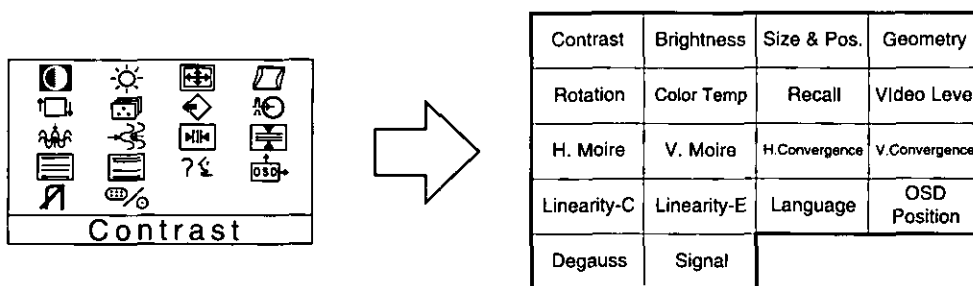 ?
OSD
Contrast
Contrast Brightness Size & Pos. Geometry
Rotation Color Temp Recall Video Level
H. Moire V. Moire H.Convergence V.Convergence
Linearity-C Linearity-E Language OSD Position
Degauss Signal